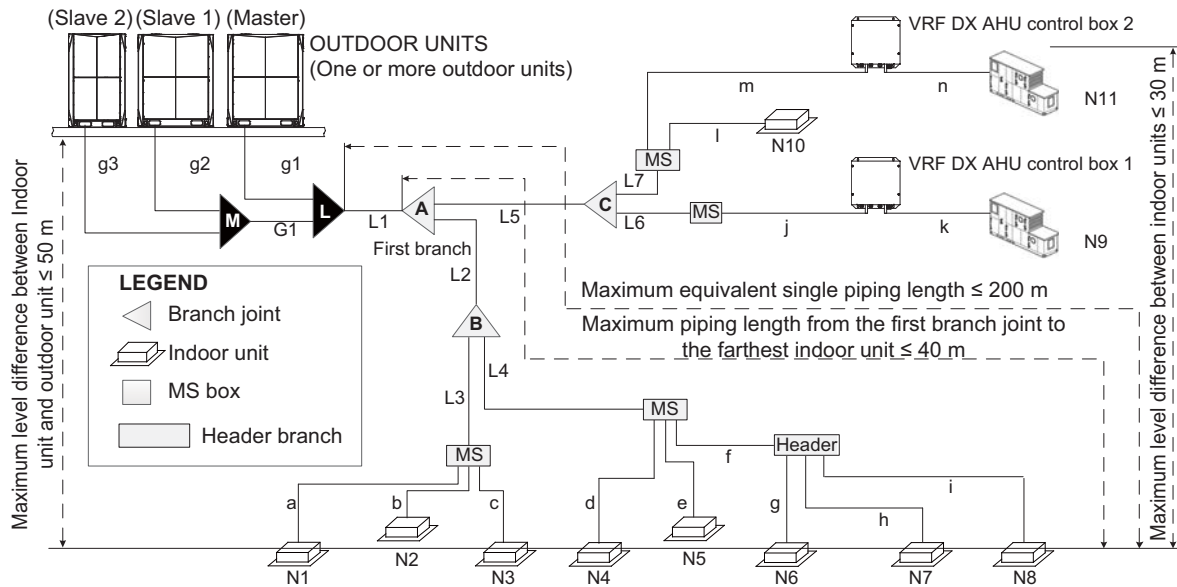 (Slave 2) (Slave 1) (Master)
OUTDOOR UNITS
(One or more outdoor units)
VRF DX AHU control box 2
m
n
N11
l
N10
MS
L7
g3
g2
g1
VRF DX AHU control box 1
M
G1
L
L1
A
L5
C
L6
MS
j
k
N9
First branch
L2
Maximum level difference between Indoor
unit and outdoor unit ≤ 50 m
Maximum level difference between indoor units ≤ 30 m
LEGEND
Branch joint
Indoor unit
MS box
Header branch
Maximum equivalent single piping length ≤ 200 m
Maximum piping length from the first branch joint to
the farthest indoor unit ≤ 40 m
B
L3
L4
MS
MS
f
Header
a
b
c
d
e
g
h
i
N1
N2
N3
N4
N5
N6
N7
N8